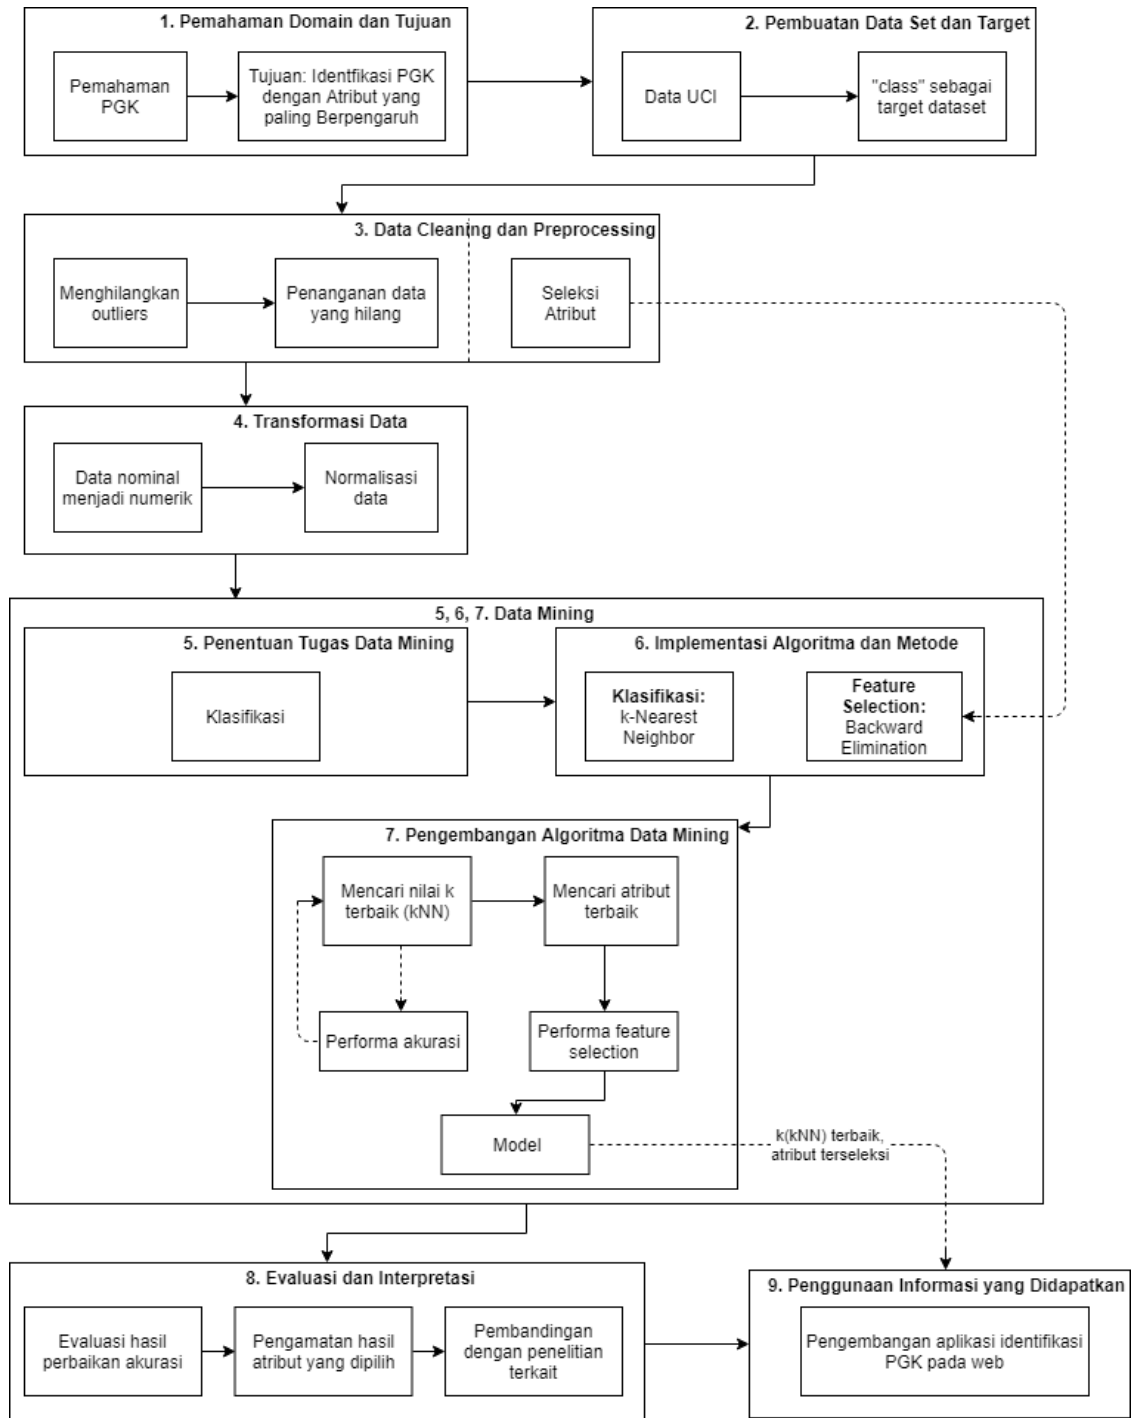 1. Pemahaman Domain dan Tujuan
Pemahaman
PGK
Tujuan: Identfikasi PGK
dengan Atribut yang
paling Berpengaruh
2. Pembuatan Data Set dan Target
Data UCI
"class" sebagai
target dataset
3. Data Cleaning dan Preprocessing
Menghilangkan
outliers
Penanganan data
yang hilang
Seleksi
Atribut
4. Transformasi Data
Data nominal
menjadi numerik
Normalisasi
data
5, 6, 7. Data Mining
5. Penentuan Tugas Data Mining
Klasifikasi
6. Implementasi Algoritma dan Metode
Klasifikasi:
k-Nearest
Neighbor
Feature
Selection:
Backward
Elimination
7. Pengembangan Algoritma Data Mining
Mencari nilai k
terbaik (kNN)
Mencari atribut
terbaik
Performa akurasi
Performa feature
selection
Model
k(kNN) terbaik,
atribut terseleksi
8. Evaluasi dan Interpretasi
Evaluasi hasil
perbaikan akurasi
Pengamatan hasil
atribut yang dipilih
Pembandingan
dengan penelitian
terkait
9. Penggunaan Informasi yang Didapatkan
Pengembangan aplikasi identifikasi
PGK pada web